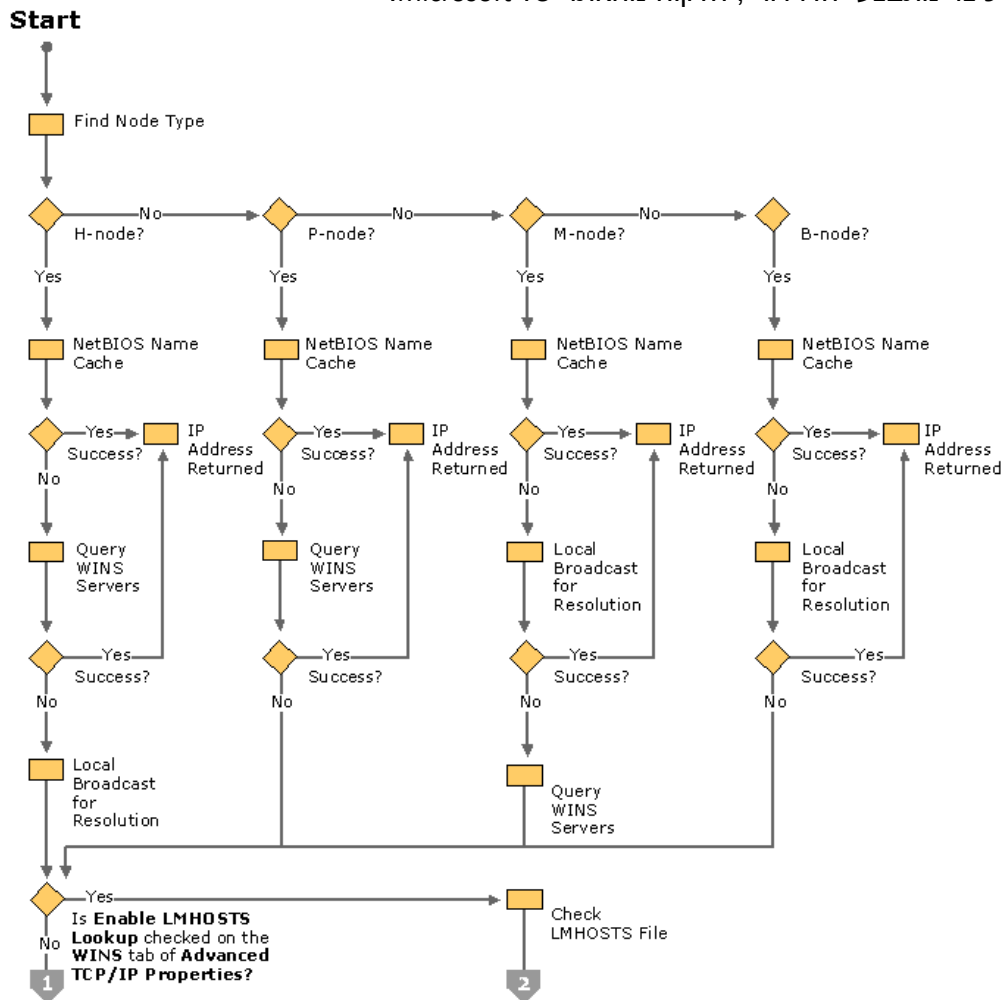 Start
Find Node Type
No
No
No
H-node?
P-node?
M-node?
B-node?
Yes
Yes
Yes
Yes
NetBIOS Name
Cache
NetBIOS Name
Cache
NetBIOS Name
Cache
NetBIOS Name
Cache
Yes
Success?
IP
Address
Returned
Yes
Success?
IP
Address
Returned
Yes
Success?
IP
Address
Returned
Yes
Success?
IP
Address
Returned
No
No
No
No
Query
WINS
Servers
Query
WINS
Servers
Local
Broadcast
for
Resolution
Local
Broadcast
for
Resolution
Yes
Success?
Yes
Success?
Yes
Success?
Yes
Success?
No
No
No
No
Local
Broadcast
for
Resolution
Query
WINS
Servers
Yes
Is Enable LMHOSTS
Lookup checked on the
WINS tab of Advanced
TCP/IP Properties?
No
Check
LMHOSTS File
1
2